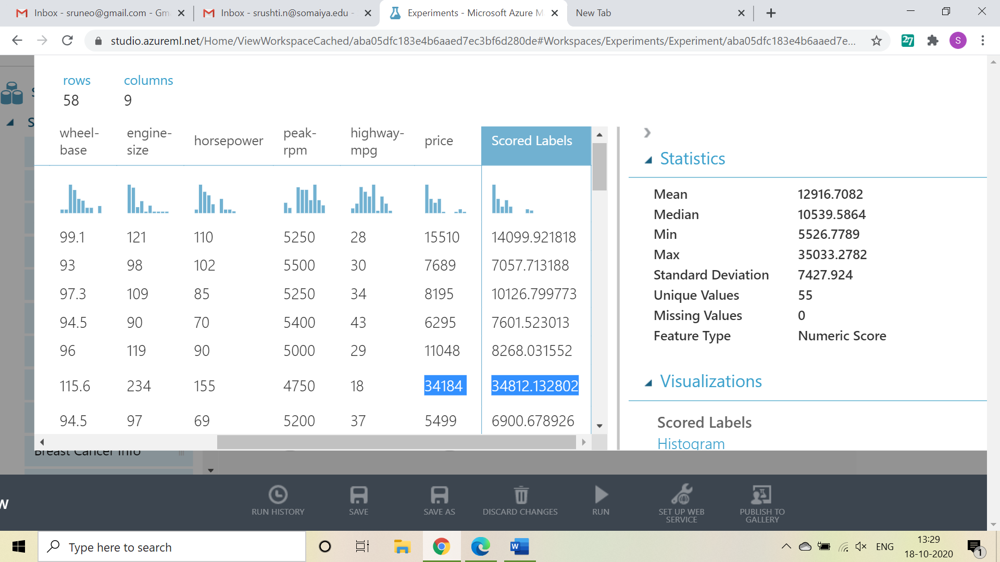 Inbox - sruneo@gmail.com - Gm
Inbox - srushti.n@somaiya.edu -
Experiments - Microsoft Azure M
New Tab
studio.azureml.net/Home/ViewWorkspaceCached/aba05dfc183e4b6aaed7ec3bf6d280de#Workspaces/Experiments/Experiment/aba05dfc183e4b6aaed7e...
27
S
rows columns
58 9
wheel-base engine-size horsepower peak-rpm highway-mpg price Scored Labels
99.1 121 110 5250 28 15510 14099.921818
93 98 102 5500 30 7689 7057.713188
97.3 109 85 5250 34 8195 10126.799773
94.5 90 70 5400 43 6295 7601.523013
96 119 90 5000 29 11048 8268.031552
115.6 234 155 4750 18 34184 34812.132802
94.5 97 69 5200 37 5499 6900.678926
Statistics
Mean 12916.7082
Median 10539.5864
Min 5526.7789
Max 35033.2782
Standard Deviation 7427.924
Unique Values 55
Missing Values 0
Feature Type Numeric Score
Visualizations
Scored Labels
Histogram
Breast Cancer Info
RUN HISTORY
SAVE
SAVE AS
DISCARD CHANGES
RUN
SET UP WEB
SERVICE
PUBLISH TO
GALLERY
Type here to search
ENG
13:29
18-10-2020
1